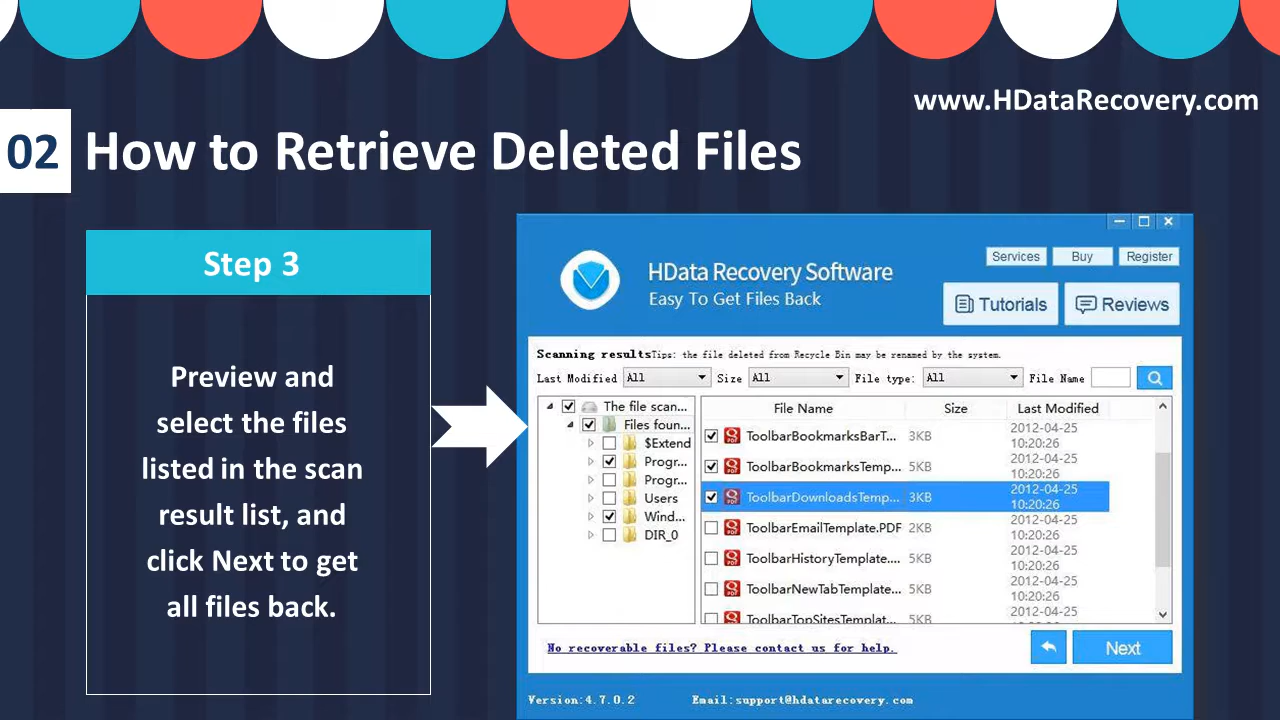 www.HDataRecovery.com
02 How to Retrieve Deleted Files
Step 3
Preview and
select the files
listed in the scan
result list, and
click Next to get
all files back.
Services Buy Register
HData Recovery Software
Easy To Get Files Back
Tutorials Reviews
Scanning results Tips: the file deleted from Recycle Bin may be renamed by the system.
Last Modified All Size All File type: All File Name
The file scan...
Files foun...
$Extend
Progr...
Progr...
Users
Wind...
DIR_0
File Name Size Last Modified
ToolbarBookmarksBarT... 3KB 2012-04-25 10:20:26
ToolbarBookmarksTemp... 5KB 2012-04-25 10:20:26
ToolbarDownloadsTemp... 3KB 2012-04-25 10:20:26
ToolbarEmailTemplate.PDF 2KB 2012-04-25 10:20:26
ToolbarHistoryTemplate.... 5KB 2012-04-25 10:20:26
ToolbarNewTabTemplate... 5KB 2012-04-25 10:20:26
ToolbarTopSitesTemplat... 5KB 2012-04-25
No recoverable files? Please contact us for help.
Next
Version:4.7.0.2 Email:support@hdatarecovery.com